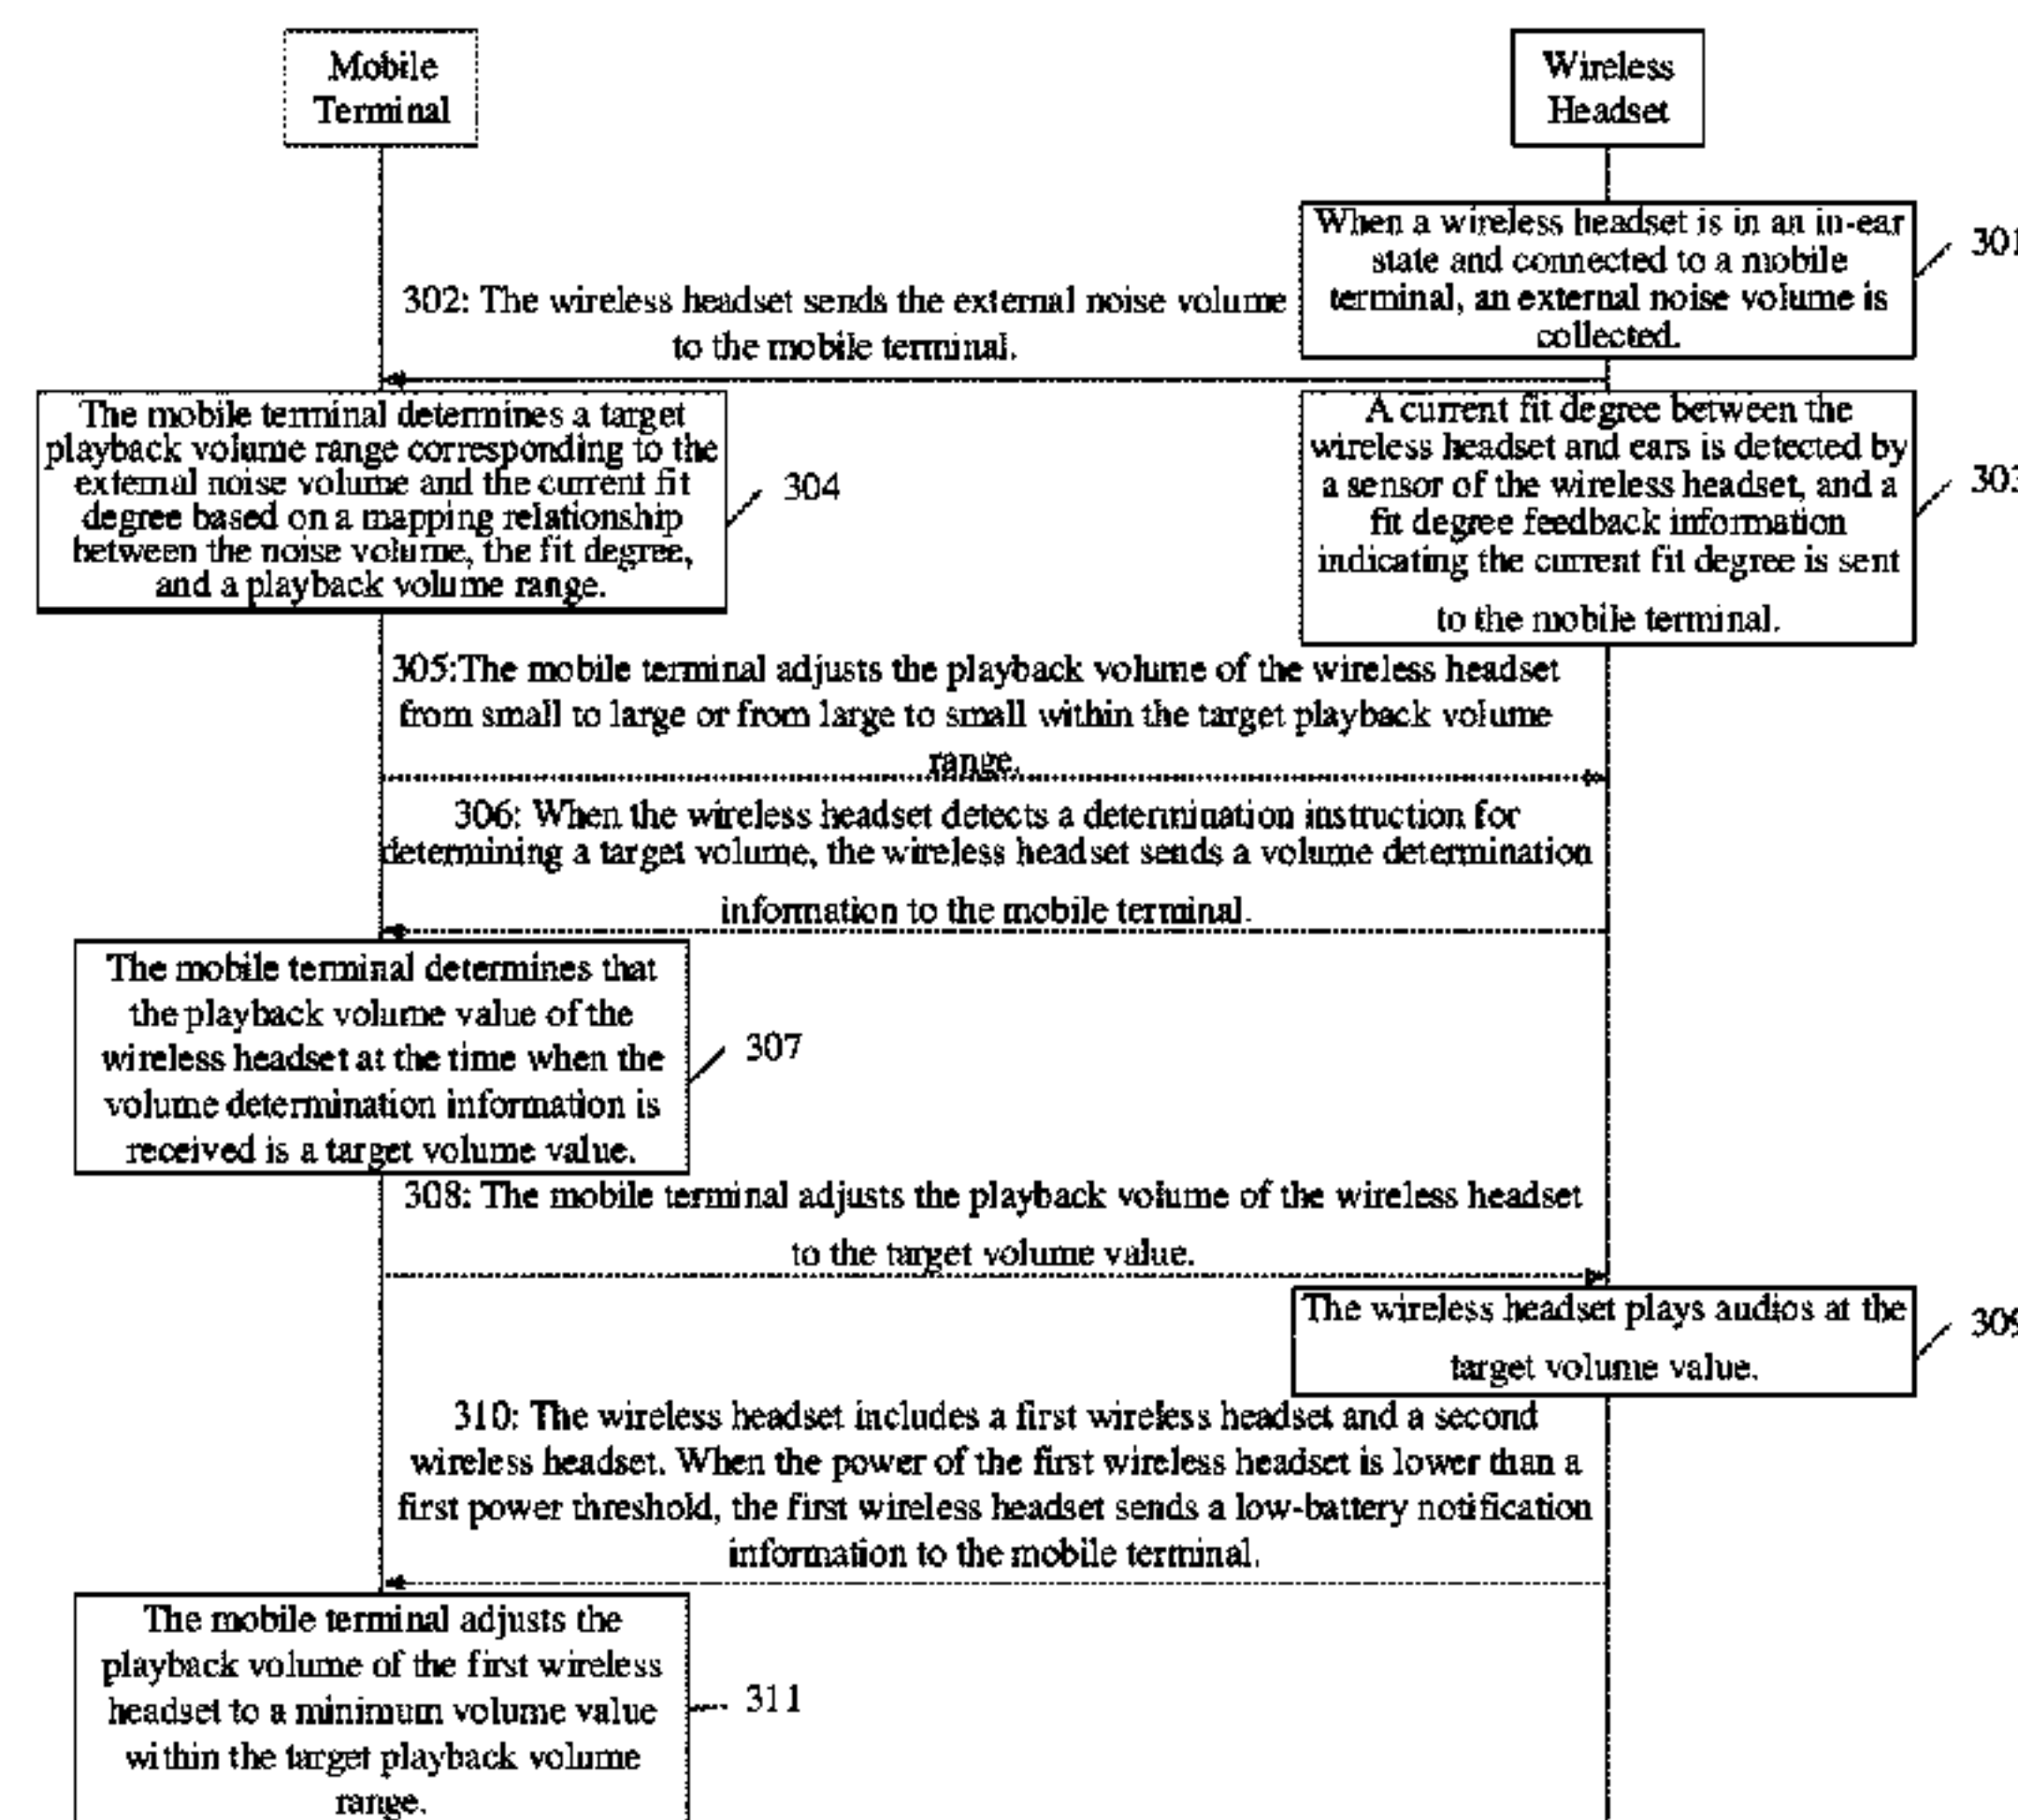 Mobile
Terminal
Wireless
Headset
When a wireless headset is in an in-ear
state and connected to a mobile
terminal, an external noise volume is
collected.
301
302: The wireless headset sends the external noise volume
to the mobile terminal.
A current fit degree between the
wireless headset and ears is detected by
a sensor of the wireless headset, and a
fit degree feedback information
indicating the current fit degree is sent
to the mobile terminal.
303
The mobile terminal determines a target
playback volume range corresponding to the
external noise volume and the current fit
degree based on a mapping relationship
between the noise volume, the fit degree,
and a playback volume range.
304
305:The mobile terminal adjusts the playback volume of the wireless headset
from small to large or from large to small within the target playback volume
range.
306: When the wireless headset detects a determination instruction for
determining a target volume, the wireless headset sends a volume determination
information to the mobile terminal.
The mobile terminal determines that
the playback volume value of the
wireless headset at the time when the
volume determination information is
received is a target volume value.
307
308: The mobile terminal adjusts the playback volume of the wireless headset
to the target volume value.
The wireless headset plays audios at the
target volume value.
309
310: The wireless headset includes a first wireless headset and a second
wireless headset. When the power of the first wireless headset is lower than a
first power threshold, the first wireless headset sends a low-battery notification
information to the mobile terminal.
The mobile terminal adjusts the
playback volume of the first wireless
headset to a minimum volume value
within the target playback volume
range.
311